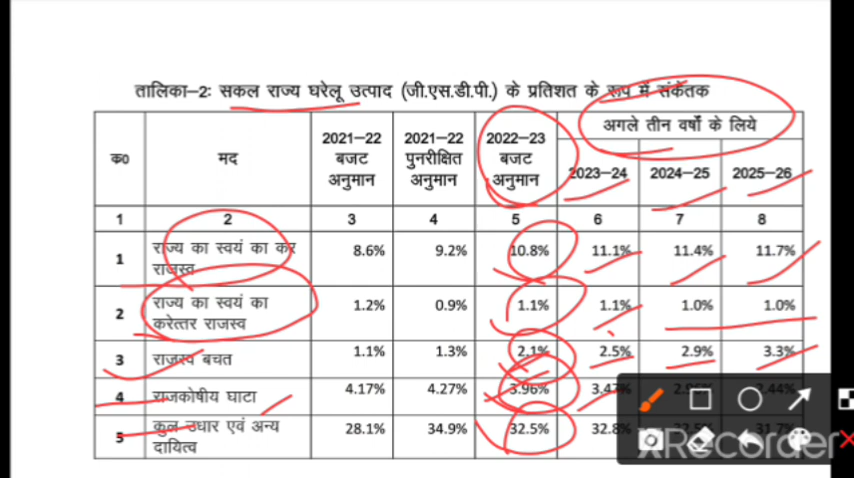 तालिका–2: सकल राज्य घरेलू उत्पाद (जी.एस.डी.पी.) के प्रतिशत के रूप में संकेतक
क0 मद 2021–22 बजट अनुमान 2021–22 पुनरीक्षित अनुमान 2022–23 बजट अनुमान अगले तीन वर्षों के लिये
2023–24 2024–25 2025–26
1 2 3 4 5 6 7 8
1 राज्य का स्वयं का कर राजस्व 8.6% 9.2% 10.8% 11.1% 11.4% 11.7%
2 राज्य का स्वयं का करेत्तर राजस्व 1.2% 0.9% 1.1% 1.1% 1.0% 1.0%
3 राजस्व बचत 1.1% 1.3% 2.1% 2.5% 2.9% 3.3%
4 राजकोषीय घाटा 4.17% 4.27% 3.96% 3.47%
5 कुल उधार एवं अन्य दायित्व 28.1% 34.9% 32.5% 32.8%
XRecorder